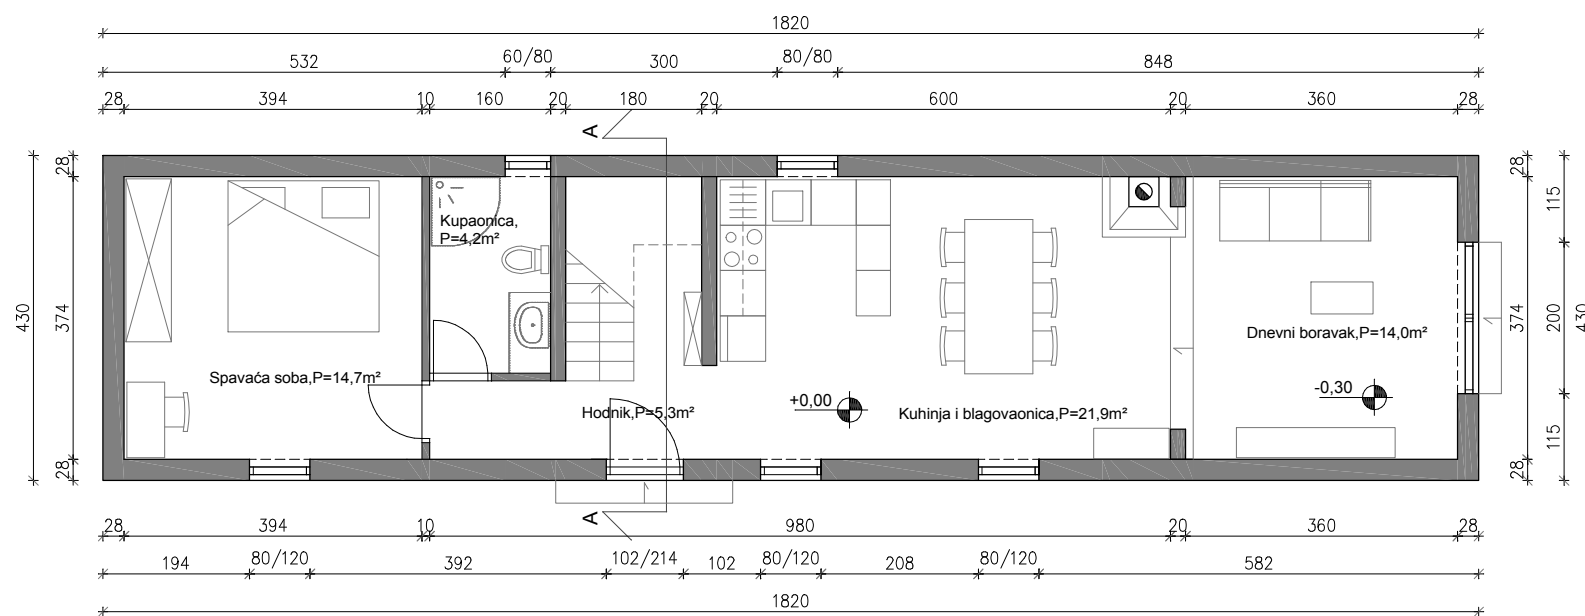 1820
532 60/80 300 80/80 848
28 394 10 160 20 180 20 600 20 360 28
A
28 28
115 115
Kupaonica,
P=4,2m²
430 374 374 200 430
Dnevni boravak,P=14,0m²
Spavaća soba,P=14,7m²
-0,30
+0,00
Hodnik,P=5,3m²
Kuhinja i blagovaonica,P=21,9m²
115
28 28
A
28 394 10 980 20 360 28
194 80/120 392 102/214 102 80/120 208 80/120 582
1820